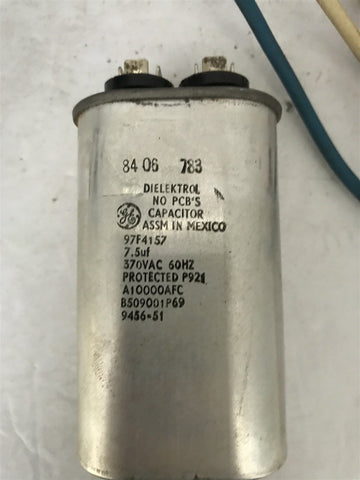 84 06 783
DIELEKTROL
NO PCB'S
GE CAPACITOR
ASSM IN MEXICO
97F4157
7.5uf
370VAC 60HZ
PROTECTED P921
A10000AFC
B509001P69
9456-51